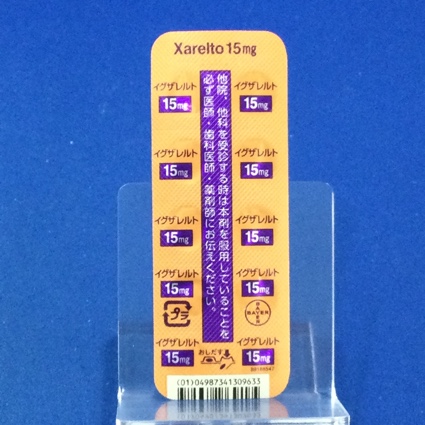 Xarelto 15mg
イグザレルト
15mg
イグザレルト
15mg
他院・他科を受診する時は本剤を服用していることを
必ず医師・歯科医師・薬剤師にお伝えください。
イグザレルト
15mg
イグザレルト
15mg
イグザレルト
15mg
イグザレルト
15mg
イグザレルト
15mg
イグザレルト
15mg
プラ
BAYER
BAYER
イグザレルト
15mg
おしだす
イグザレルト
15mg
(01)04987341309633